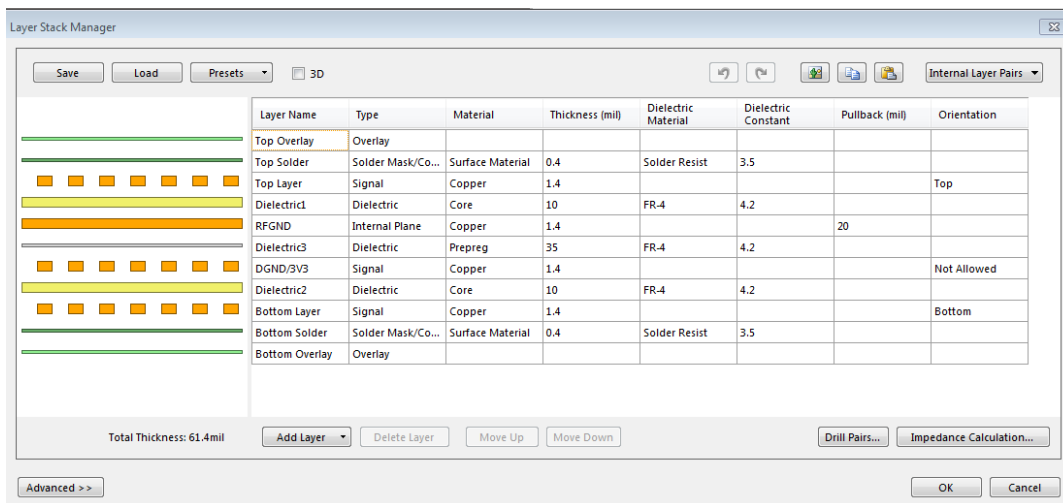 Layer Stack Manager
Save Load Presets 3D Internal Layer Pairs
Layer Name Type Material Thickness (mil) Dielectric Material Dielectric Constant Pullback (mil) Orientation
Top Overlay Overlay
Top Solder Solder Mask/Co... Surface Material 0.4 Solder Resist 3.5
Top Layer Signal Copper 1.4 Top
Dielectric1 Dielectric Core 10 FR-4 4.2
RFGND Internal Plane Copper 1.4 20
Dielectric3 Dielectric Prepreg 35 FR-4 4.2
DGND/3V3 Signal Copper 1.4 Not Allowed
Dielectric2 Dielectric Core 10 FR-4 4.2
Bottom Layer Signal Copper 1.4 Bottom
Bottom Solder Solder Mask/Co... Surface Material 0.4 Solder Resist 3.5
Bottom Overlay Overlay
Total Thickness: 61.4mil Add Layer Delete Layer Move Up Move Down Drill Pairs... Impedance Calculation...
Advanced >> OK Cancel